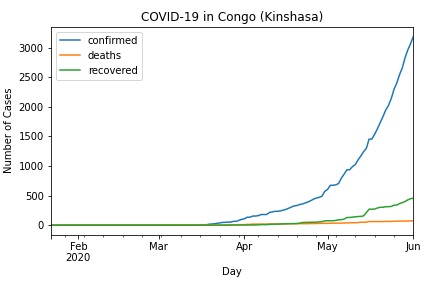 COVID-19 in Congo (Kinshasa)
confirmed
deaths
recovered
Number of Cases
3000
2500
2000
1500
1000
500
0
Feb Mar Apr May Jun
2020
Day